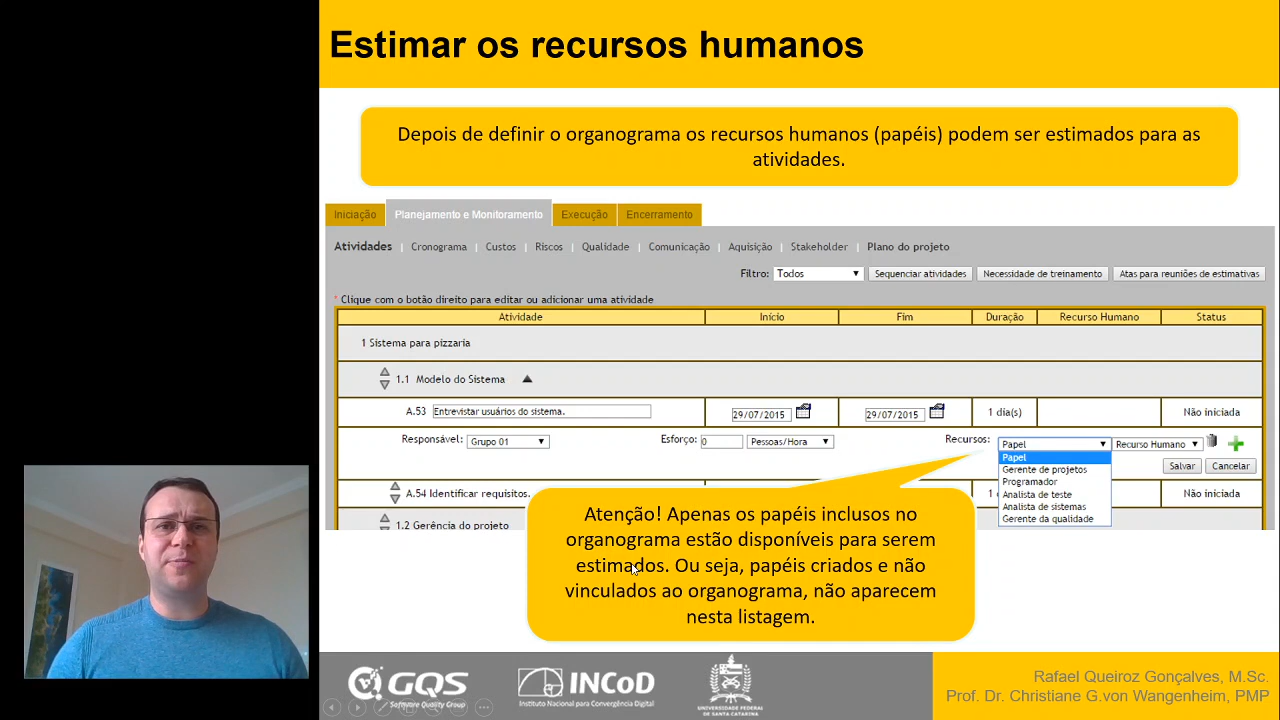 Estimar os recursos humanos
Depois de definir o organograma os recursos humanos (papéis) podem ser estimados para as
atividades.
Iniciação Planejamento e Monitoramento Execução Encerramento
Atividades | Cronograma | Custos | Riscos | Qualidade | Comunicação | Aquisição | Stakeholder | Plano do projeto
Filtro: Todos Sequenciar atividades Necessidade de treinamento Atas para reuniões de estimativas
* Clique com o botão direito para editar ou adicionar uma atividade
Atividade Início Fim Duração Recurso Humano Status
1 Sistema para pizzaria
1.1 Modelo do Sistema
A.53 Entrevistar usuários do sistema. 29/07/2015 29/07/2015 1 dia(s) Não iniciada
Responsável: Grupo 01 Esforço: 0 Pessoas/Hora Recursos: Papel Recurso Humano
Papel
Gerente de projetos
Programador
Analista de teste
Analista de sistemas
Gerente da qualidade
Salvar Cancelar
A.54 Identificar requisitos. Não iniciada
1.2 Gerência do projeto
Atenção! Apenas os papéis inclusos no
organograma estão disponíveis para serem
estimados. Ou seja, papéis criados e não
vinculados ao organograma, não aparecem
nesta listagem.
GQS
Software Quality Group
INCoD
Instituto Nacional para Convergência Digital
UNIVERSIDADE FEDERAL
DE SANTA CATARINA
Rafael Queiroz Gonçalves, M.Sc.
Prof. Dr. Christiane G.von Wangenheim, PMP